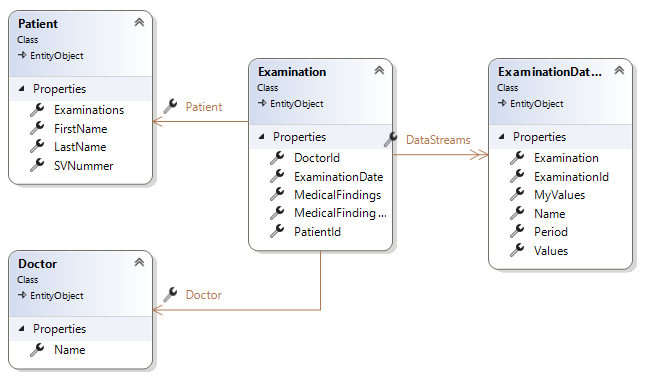 Patient
Class
EntityObject
Properties
Examinations
FirstName
LastName
SVNummer
Patient
Examination
Class
EntityObject
Properties
DoctorId
ExaminationDate
MedicalFindings
MedicalFinding ...
PatientId
DataStreams
ExaminationDat...
Class
EntityObject
Properties
Examination
ExaminationId
MyValues
Name
Period
Values
Doctor
Class
EntityObject
Properties
Name
Doctor